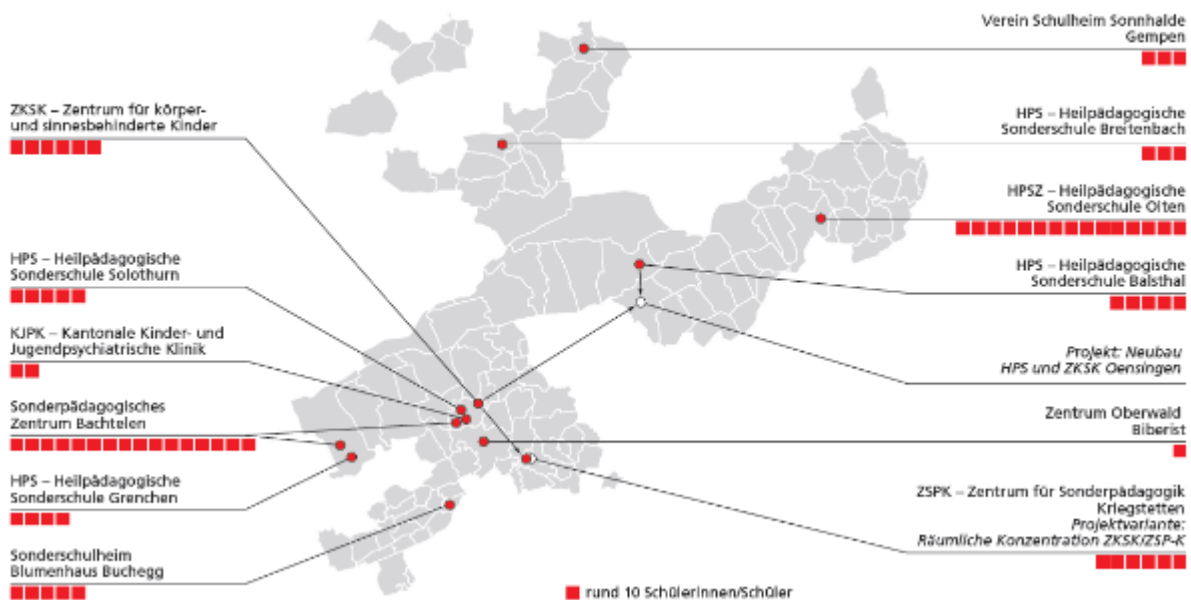 Verein Schulheim Sonnhalde
Gempen
ZKSK – Zentrum für körper-
und sinnesbehinderte Kinder
HPS – Heilpädagogische
Sonderschule Breitenbach
HPSZ – Heilpädagogische
Sonderschule Olten
HPS – Heilpädagogische
Sonderschule Solothurn
HPS – Heilpädagogische
Sonderschule Balsthal
KJPK – Kantonale Kinder- und
Jugendpsychiatrische Klinik
Projekt: Neubau
HPS und ZKSK Oensingen
Sonderpädagogisches
Zentrum Bachtelen
Zentrum Oberwald
Biberist
HPS – Heilpädagogische
Sonderschule Grenchen
ZSPK – Zentrum für Sonderpädagogik
Kriegstetten
Projektvariante:
Räumliche Konzentration ZKSK/ZSP-K
Sonderschulheim
Blumenhaus Buchegg
rund 10 Schülerinnen/Schüler